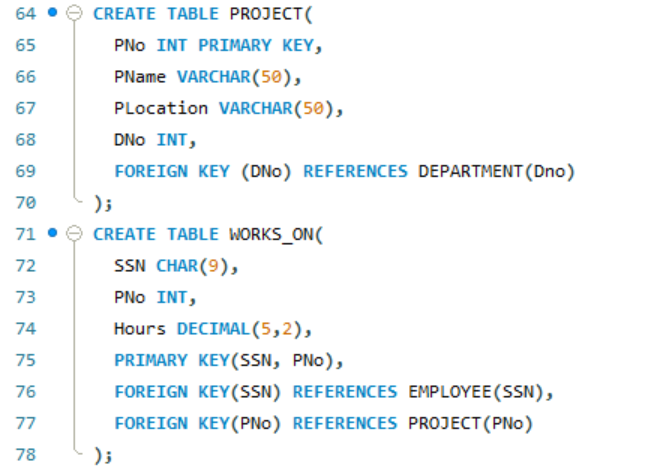 64 CREATE TABLE PROJECT(
65 PNo INT PRIMARY KEY,
66 PName VARCHAR(50),
67 PLocation VARCHAR(50),
68 DNo INT,
69 FOREIGN KEY (DNo) REFERENCES DEPARTMENT(Dno)
70 );
71 CREATE TABLE WORKS_ON(
72 SSN CHAR(9),
73 PNo INT,
74 Hours DECIMAL(5,2),
75 PRIMARY KEY(SSN, PNo),
76 FOREIGN KEY(SSN) REFERENCES EMPLOYEE(SSN),
77 FOREIGN KEY(PNo) REFERENCES PROJECT(PNo)
78 );